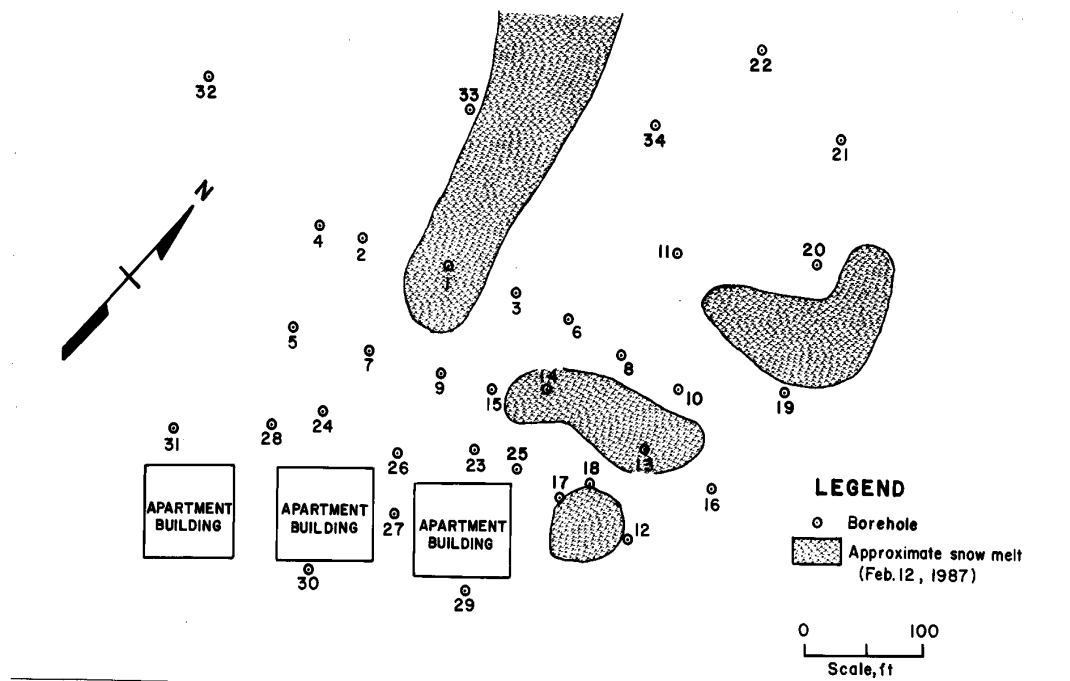 22
32
33
34
21
N
4
2
11
20
1
3
6
5
7
8
9
14
15
10
19
24
31
28
26
23
25
13
18
17
16
APARTMENT
BUILDING
APARTMENT
BUILDING
27
APARTMENT
BUILDING
12
30
29
LEGEND
Borehole
Approximate snow melt
(Feb. 12, 1987)
0 100
Scale, ft